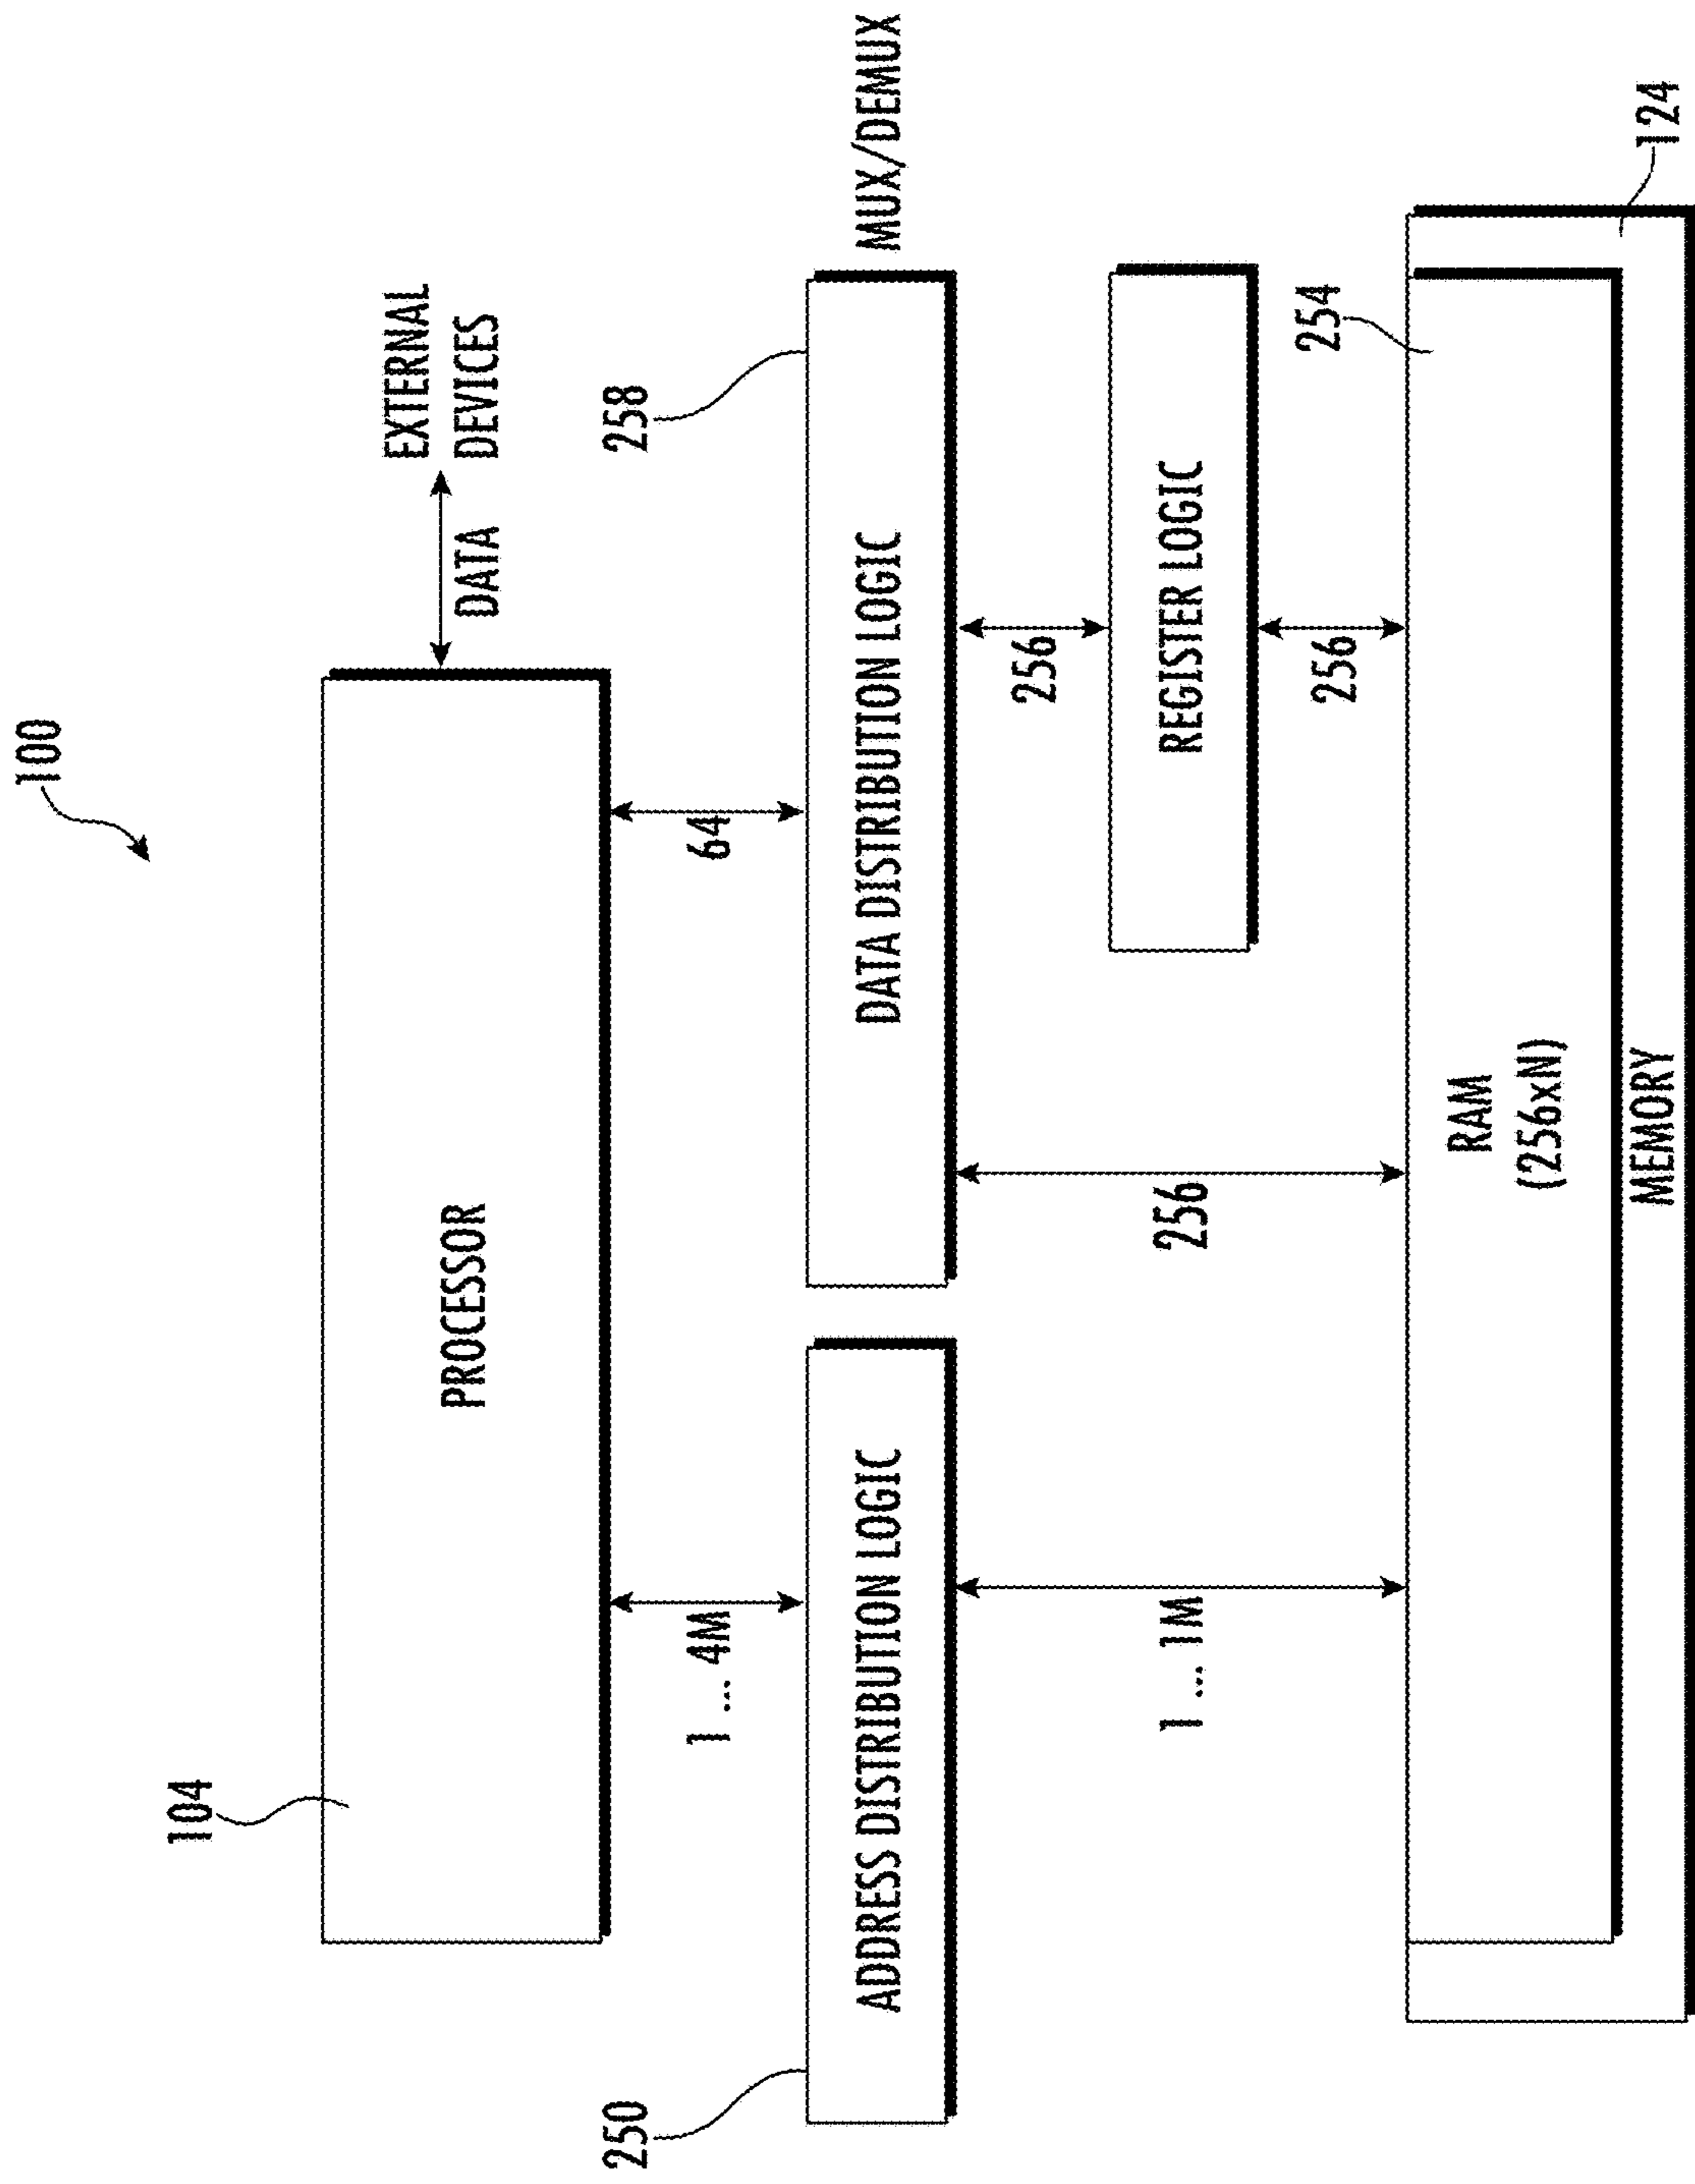 100
104
PROCESSOR
EXTERNAL
DEVICES
DATA
1 ... 4M
64
250
258
ADDRESS DISTRIBUTION LOGIC
DATA DISTRIBUTION LOGIC
MUX/DEMUX
256
REGISTER LOGIC
1 ... 1M
256
256
254
RAM
(256xN)
MEMORY
124